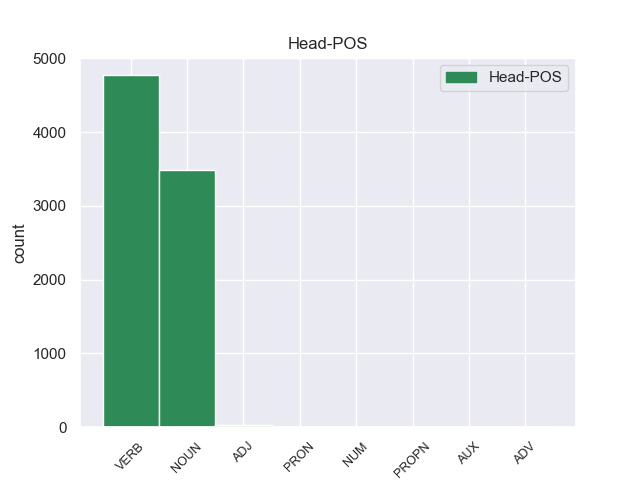 Head-POS
Head-POS
5000
4000
3000
2000
1000
0
count
VERB
NOUN
ADJ
PRON
NUM
PROPN
AUX
ADV